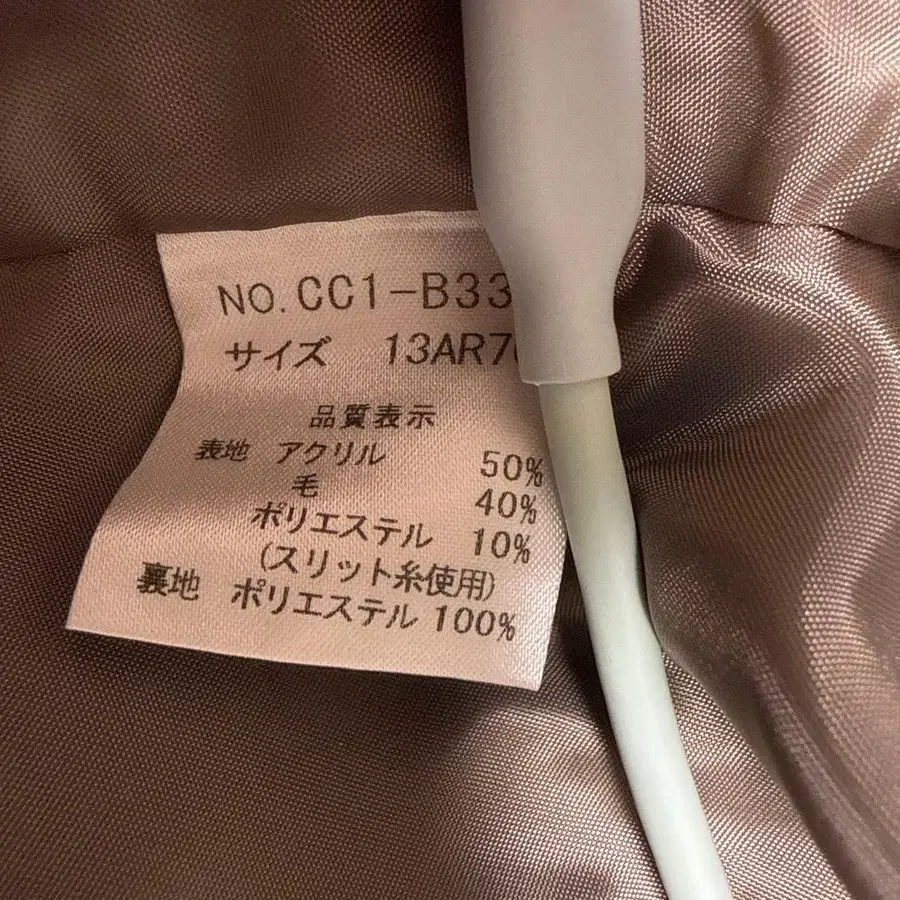 NO.CC1-B33
サイズ 13AR7
品質表示
表地 アクリル 50%
毛 40%
ポリエステル 10%
(スリット糸使用)
裏地 ポリエステル 100%